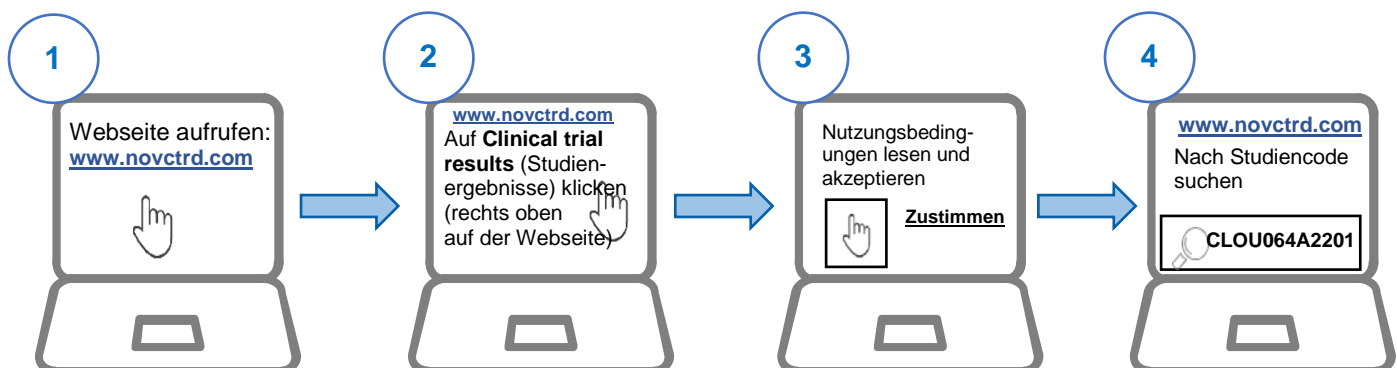 1
Webseite aufrufen:
www.novctrd.com
2
www.novctrd.com
Auf Clinical trial
results (Studien-
ergebnisse) klicken
(rechts oben
auf der Webseite)
3
Nutzungsbeding-
ungen lesen und
akzeptieren
Zustimmen
4
www.novctrd.com
Nach Studiencode
suchen
CLOU064A2201